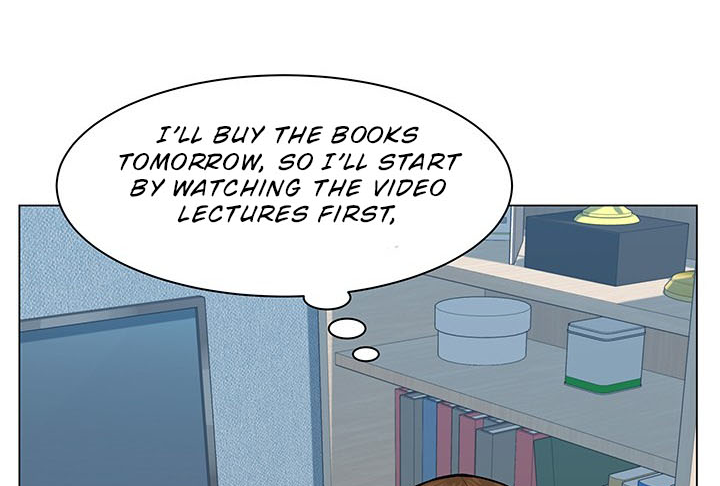 I'LL BUY THE BOOKS
TOMORROW, SO I'LL START
BY WATCHING THE VIDEO
LECTURES FIRST,